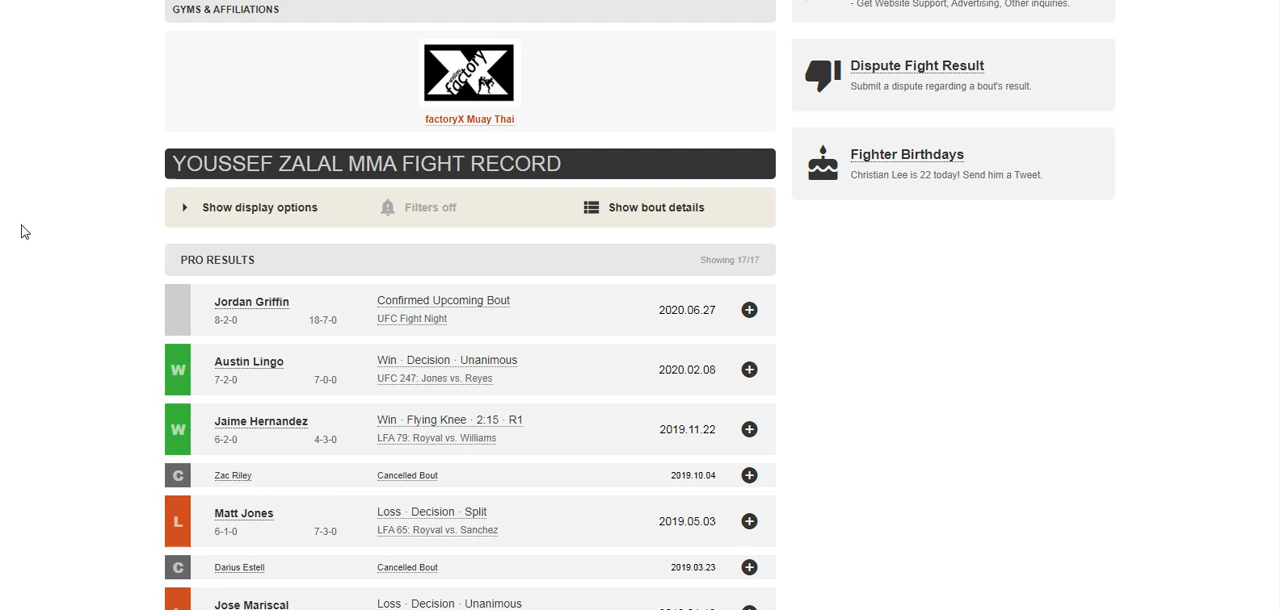 GYMS & AFFILIATIONS
- Get Website Support, Advertising, Other inquiries.
factory
X
factoryX Muay Thai
Dispute Fight Result
Submit a dispute regarding a bout's result.
Fighter Birthdays
Christian Lee is 22 today! Send him a Tweet.
YOUSSEF ZALAL MMA FIGHT RECORD
Show display options Filters off Show bout details
PRO RESULTS Showing 17/17
Jordan Griffin Confirmed Upcoming Bout 2020.06.27
8-2-0 18-7-0 UFC Fight Night
W Austin Lingo Win · Decision · Unanimous 2020.02.08
7-2-0 7-0-0 UFC 247: Jones vs. Reyes
W Jaime Hernandez Win · Flying Knee · 2:15 · R1 2019.11.22
6-2-0 4-3-0 LFA 79: Royval vs. Williams
C Zac Riley Cancelled Bout 2019.10.04
L Matt Jones Loss · Decision · Split 2019.05.03
6-1-0 7-3-0 LFA 65: Royval vs. Sanchez
C Darius Estell Cancelled Bout 2019.03.23
Jose Mariscal Loss · Decision · Unanimous